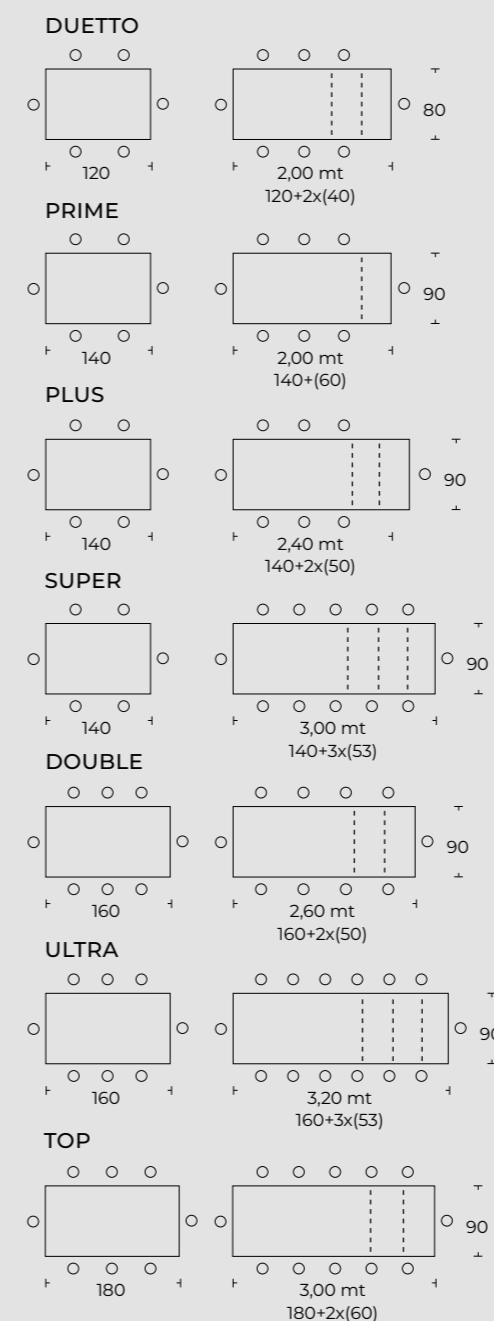 DUETTO
80
120
2,00 mt
120+2x(40)
PRIME
90
140
2,00 mt
140+(60)
PLUS
90
140
2,40 mt
140+2x(50)
SUPER
90
140
3,00 mt
140+3x(53)
DOUBLE
90
160
2,60 mt
160+2x(50)
ULTRA
90
160
3,20 mt
160+3x(53)
TOP
90
180
3,00 mt
180+2x(60)